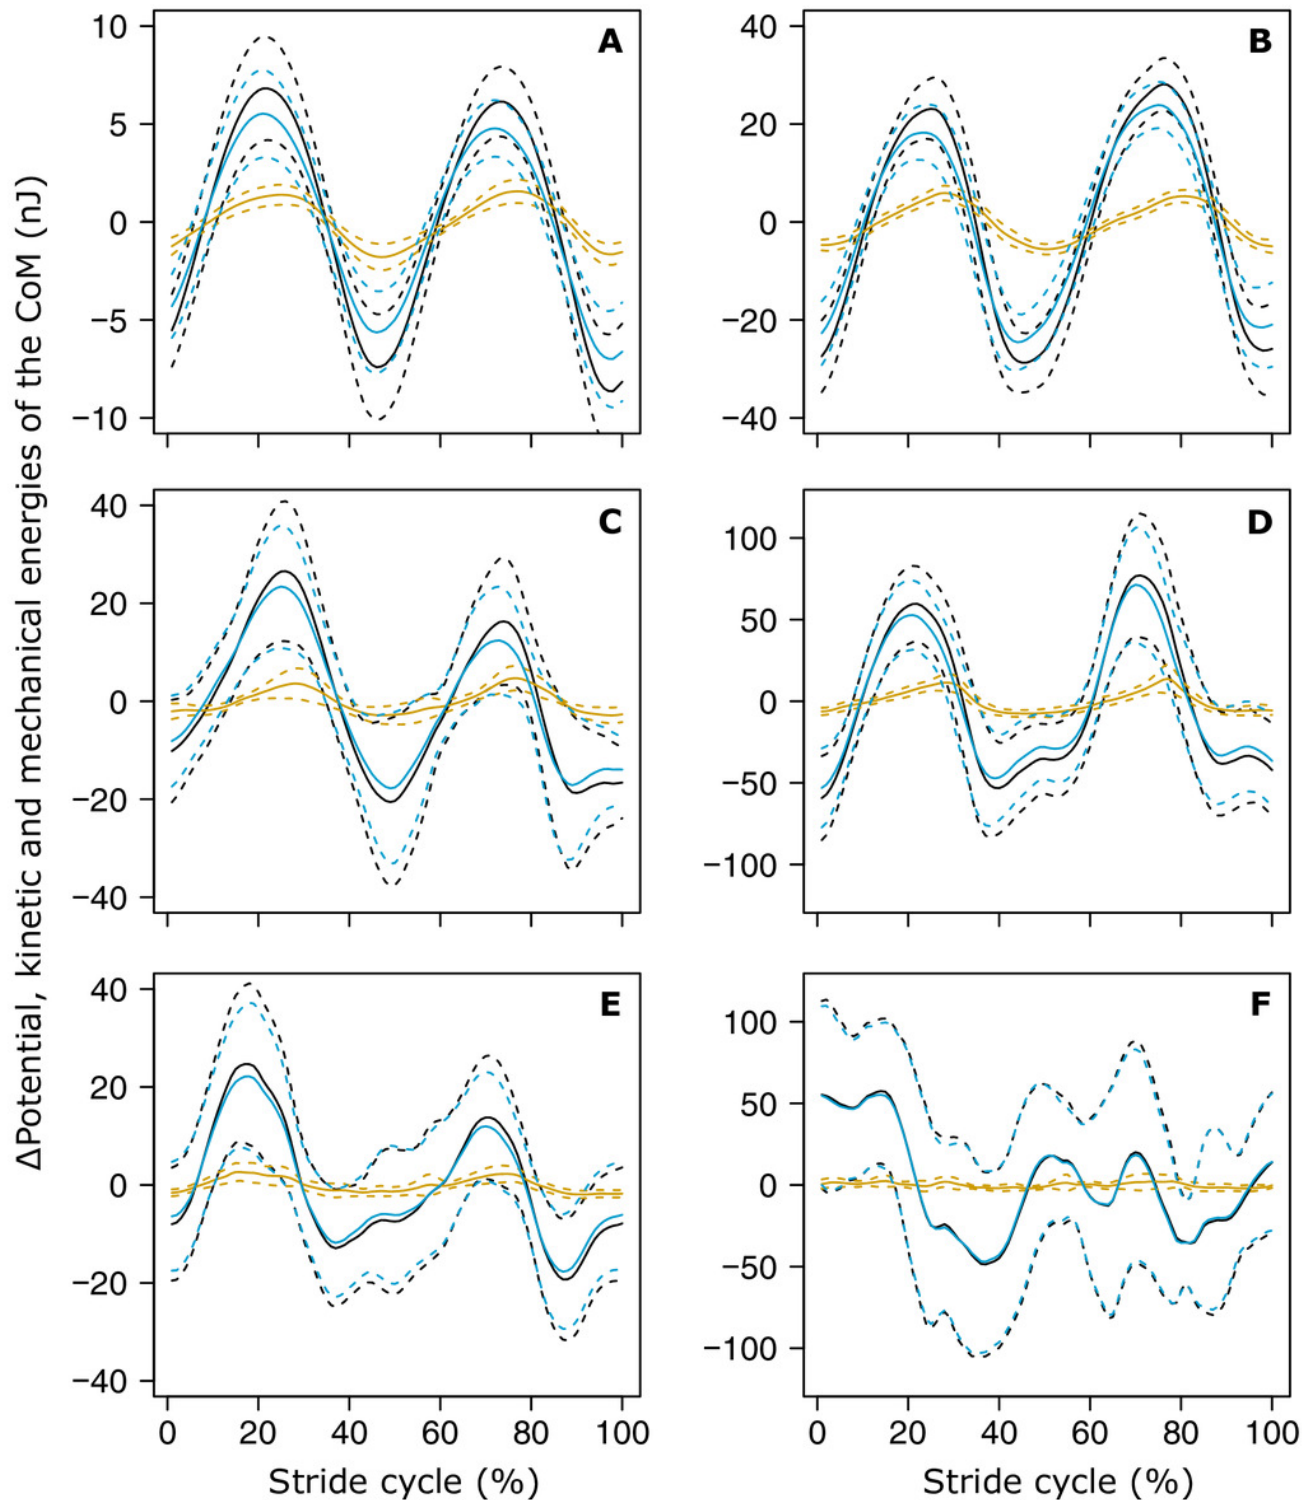 ΔPotential, kinetic and mechanical energies of the CoM (nJ)
A
10
5
0
−5
−10
B
40
20
0
−20
−40
C
40
20
0
−20
−40
D
100
50
0
−50
−100
E
40
20
0
−20
−40
0 20 40 60 80 100
Stride cycle (%)
F
100
50
0
−50
−100
0 20 40 60 80 100
Stride cycle (%)